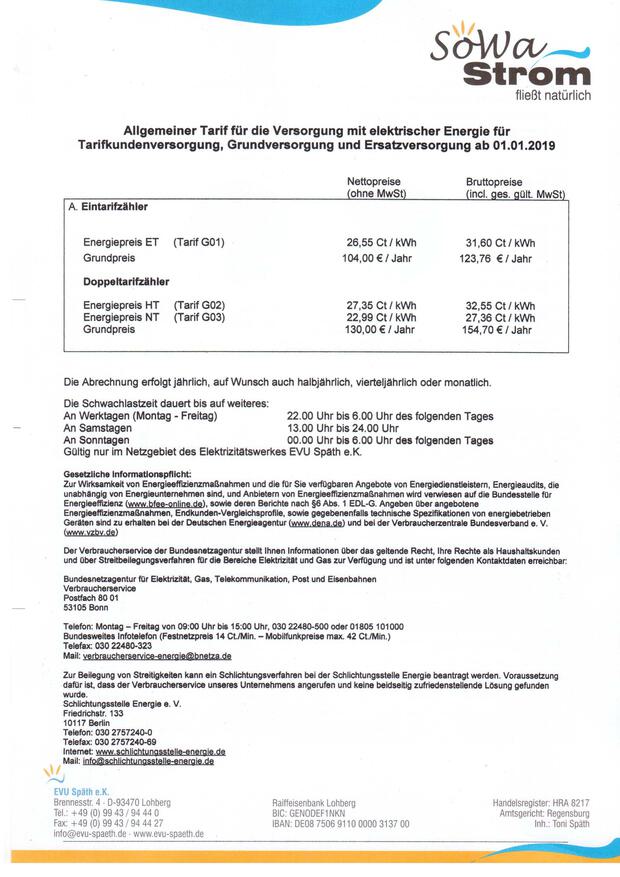 SoWa
Strom
fließt natürlich
Allgemeiner Tarif für die Versorgung mit elektrischer Energie für
Tarifkundenversorgung, Grundversorgung und Ersatzversorgung ab 01.01.2019
Nettopreise Bruttopreise
(ohne MwSt) (incl. ges. gült. MwSt)
A. Eintarifzähler
Energiepreis ET (Tarif G01) 26,55 Ct / kWh 31,60 Ct / kWh
Grundpreis 104,00 € / Jahr 123,76 € / Jahr
Doppeltarifzähler
Energiepreis HT (Tarif G02) 27,35 Ct / kWh 32,55 Ct / kWh
Energiepreis NT (Tarif G03) 22,99 Ct / kWh 27,36 Ct / kWh
Grundpreis 130,00 € / Jahr 154,70 € / Jahr
Die Abrechnung erfolgt jährlich, auf Wunsch auch halbjährlich, vierteljährlich oder monatlich.
Die Schwachlastzeit dauert bis auf weiteres:
An Werktagen (Montag - Freitag) 22.00 Uhr bis 6.00 Uhr des folgenden Tages
An Samstagen 13.00 Uhr bis 24.00 Uhr
An Sonntagen 00.00 Uhr bis 6.00 Uhr des folgenden Tages
Gültig nur im Netzgebiet des Elektrizitätswerkes EVU Späth e.K.
Gesetzliche Informationspflicht:
Zur Wirksamkeit von Energieeffizienzmaßnahmen und die für Sie verfügbaren Angebote von Energiedienstleistern, Energieaudits, die
unabhängig von Energieunternehmen sind, und Anbietern von Energieeffizienzmaßnahmen wird verwiesen auf die Bundesstelle für
Energieeffizienz (www.bfee-online.de), sowie deren Berichte nach §6 Abs. 1 EDL-G. Angaben über angebotene
Energieeffizienzmaßnahmen, Endkunden-Vergleichsprofile, sowie gegebenenfalls technische Spezifikationen von energiebetrieben
Geräten sind zu erhalten bei der Deutschen Energieagentur (www.dena.de) und bei der Verbraucherzentrale Bundesverband e. V.
(www.vzbv.de)
Der Verbraucherservice der Bundesnetzagentur stellt Ihnen Informationen über das geltende Recht, Ihre Rechte als Haushaltskunden
und über Streitbeilegungsverfahren für die Bereiche Elektrizität und Gas zur Verfügung und ist unter folgenden Kontaktdaten erreichbar:
Bundesnetzagentur für Elektrizität, Gas, Telekommunikation, Post und Eisenbahnen
Verbraucherservice
Postfach 80 01
53105 Bonn
Telefon: Montag – Freitag von 09:00 Uhr bis 15:00 Uhr, 030 22480-500 oder 01805 101000
Bundesweites Infotelefon (Festnetzpreis 14 Ct./Min. – Mobilfunkpreise max. 42 Ct./Min.)
Telefax: 030 22480-323
Mail: verbraucherservice-energie@bnetza.de
Zur Beilegung von Streitigkeiten kann ein Schlichtungsverfahren bei der Schlichtungsstelle Energie beantragt werden. Voraussetzung
dafür ist, dass der Verbraucherservice unseres Unternehmens angerufen und keine beidseitig zufriedenstellende Lösung gefunden
wurde.
Schlichtungsstelle Energie e. V.
Friedrichstr. 133
10117 Berlin
Telefon: 030 2757240-0
Telefax: 030 2757240-69
Internet: www.schlichtungsstelle-energie.de
Mail: info@schlichtungsstelle-energie.de
EVU Späth e.K.
Brennesstr. 4 · D-93470 Lohberg Raiffeisenbank Lohberg Handelsregister: HRA 8217
Tel.: +49 (0) 99 43 / 94 44 0 BIC: GENODEF1NKN Amtsgericht: Regensburg
Fax: +49 (0) 99 43 / 94 44 27 IBAN: DE08 7506 9110 0000 3137 00 Inh.: Toni Späth
info@evu-spaeth.de · www.evu-spaeth.de